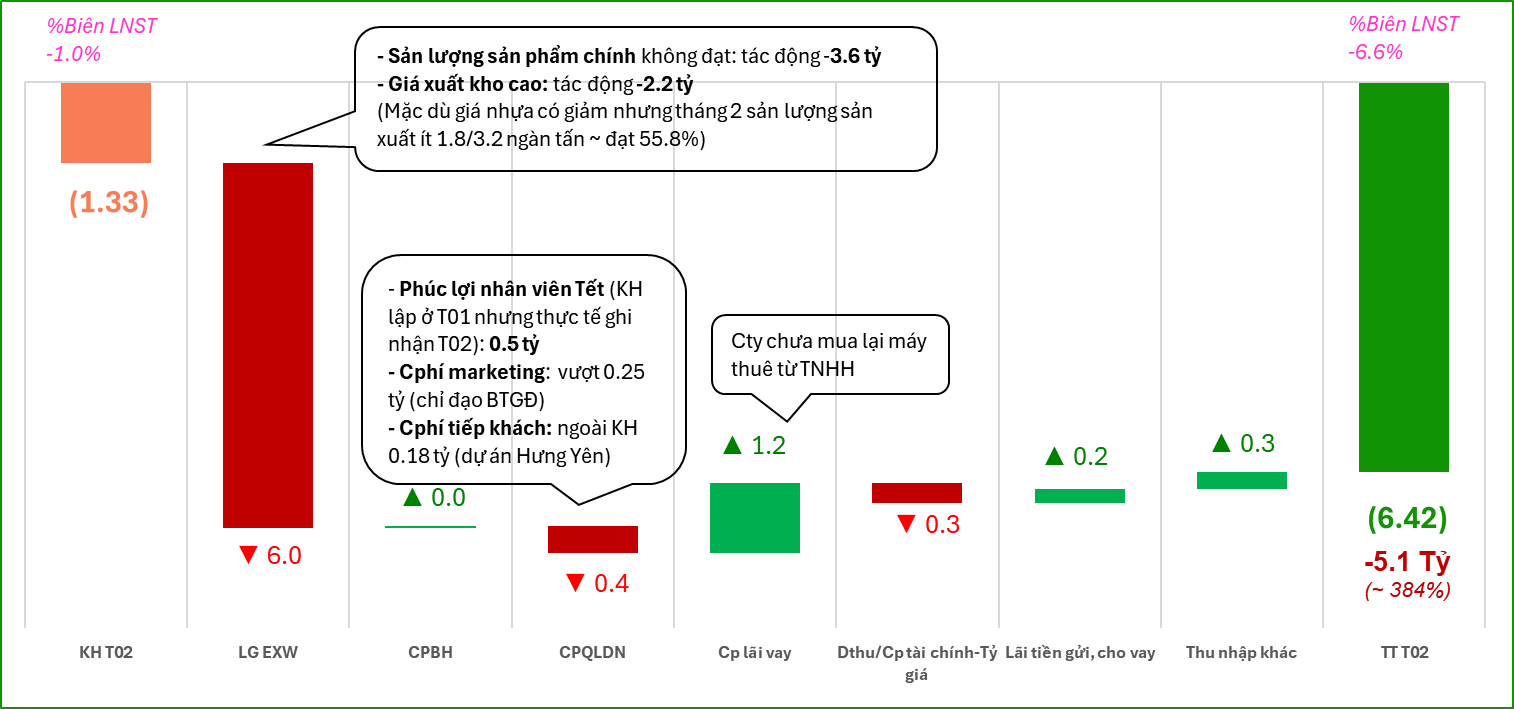 %Biên LNST
-1.0%
%Biên LNST
-6.6%
- Sản lượng sản phẩm chính không đạt: tác động -3.6 tỷ
- Giá xuất kho cao: tác động -2.2 tỷ
(Mặc dù giá nhựa có giảm nhưng tháng 2 sản lượng sản
xuất ít 1.8/3.2 ngàn tấn ~ đạt 55.8%)
(1.33)
- Phúc lợi nhân viên Tết (KH
lập ở T01 nhưng thực tế ghi
nhận T02): 0.5 tỷ
- Cphí marketing: vượt 0.25
tỷ (chỉ đạo BTGĐ)
- Cphí tiếp khách: ngoài KH
0.18 tỷ (dự án Hưng Yên)
Cty chưa mua lại máy
thuê từ TNHH
▼ 6.0
▲ 0.0
▼ 0.4
▲ 1.2
▼ 0.3
▲ 0.2
▲ 0.3
(6.42)
-5.1 Tỷ
(~ 384%)
KH T02
LG EXW
CPBH
CPQLDN
Cp lãi vay
Dthu/Cp tài chính-Tỷ
giá
Lãi tiền gửi, cho vay
Thu nhập khác
TT T02